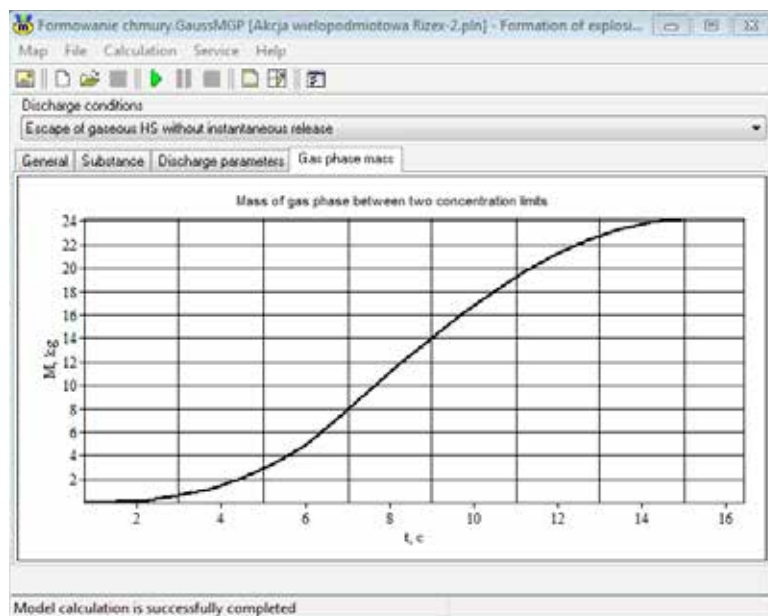 Formowanie chmury.GaussMGP [Akcja wielopodmiotowa Rizex-2.pln] - Formation of explosi...
Map File Calculation Service Help
Discharge conditions
Escape of gaseous HS without instantaneous release
General Substance Discharge parameters Gas phase mass
Mass of gas phase between two concentration limits
24
22
20
18
16
14
12
10
8
6
4
2
M, kg
2 4 6 8 10 12 14 16
t, c
Model calculation is successfully completed